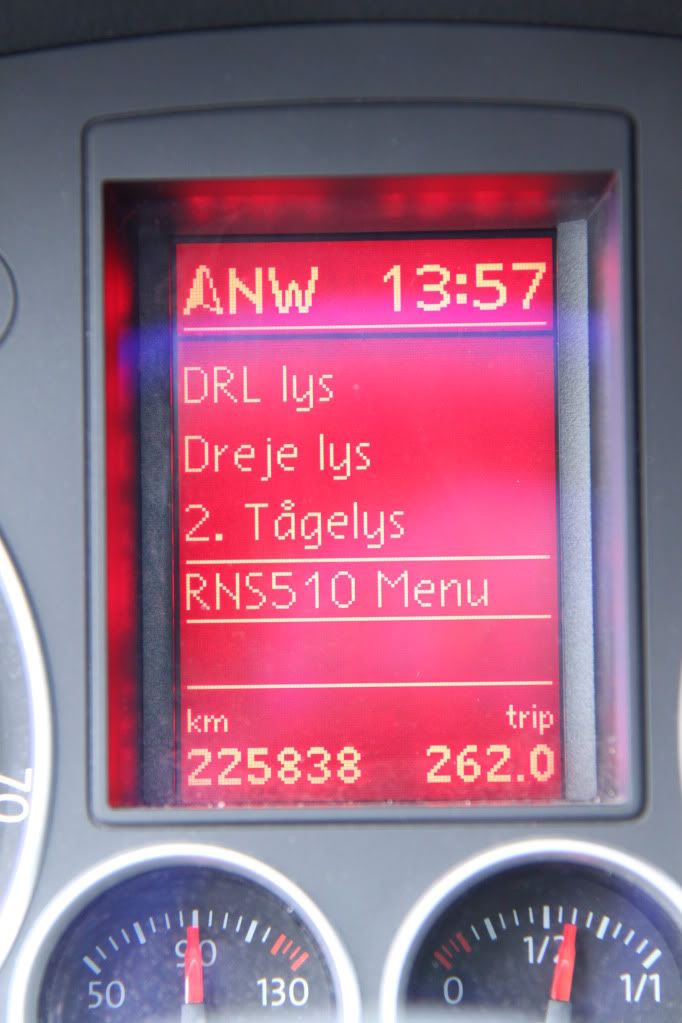 ANW 13:57
DRL lys
Dreje lys
2. Tågelys
RNS510 Menu
km trip
225838 262.0
70
90 1/2
50 130 0 1/1